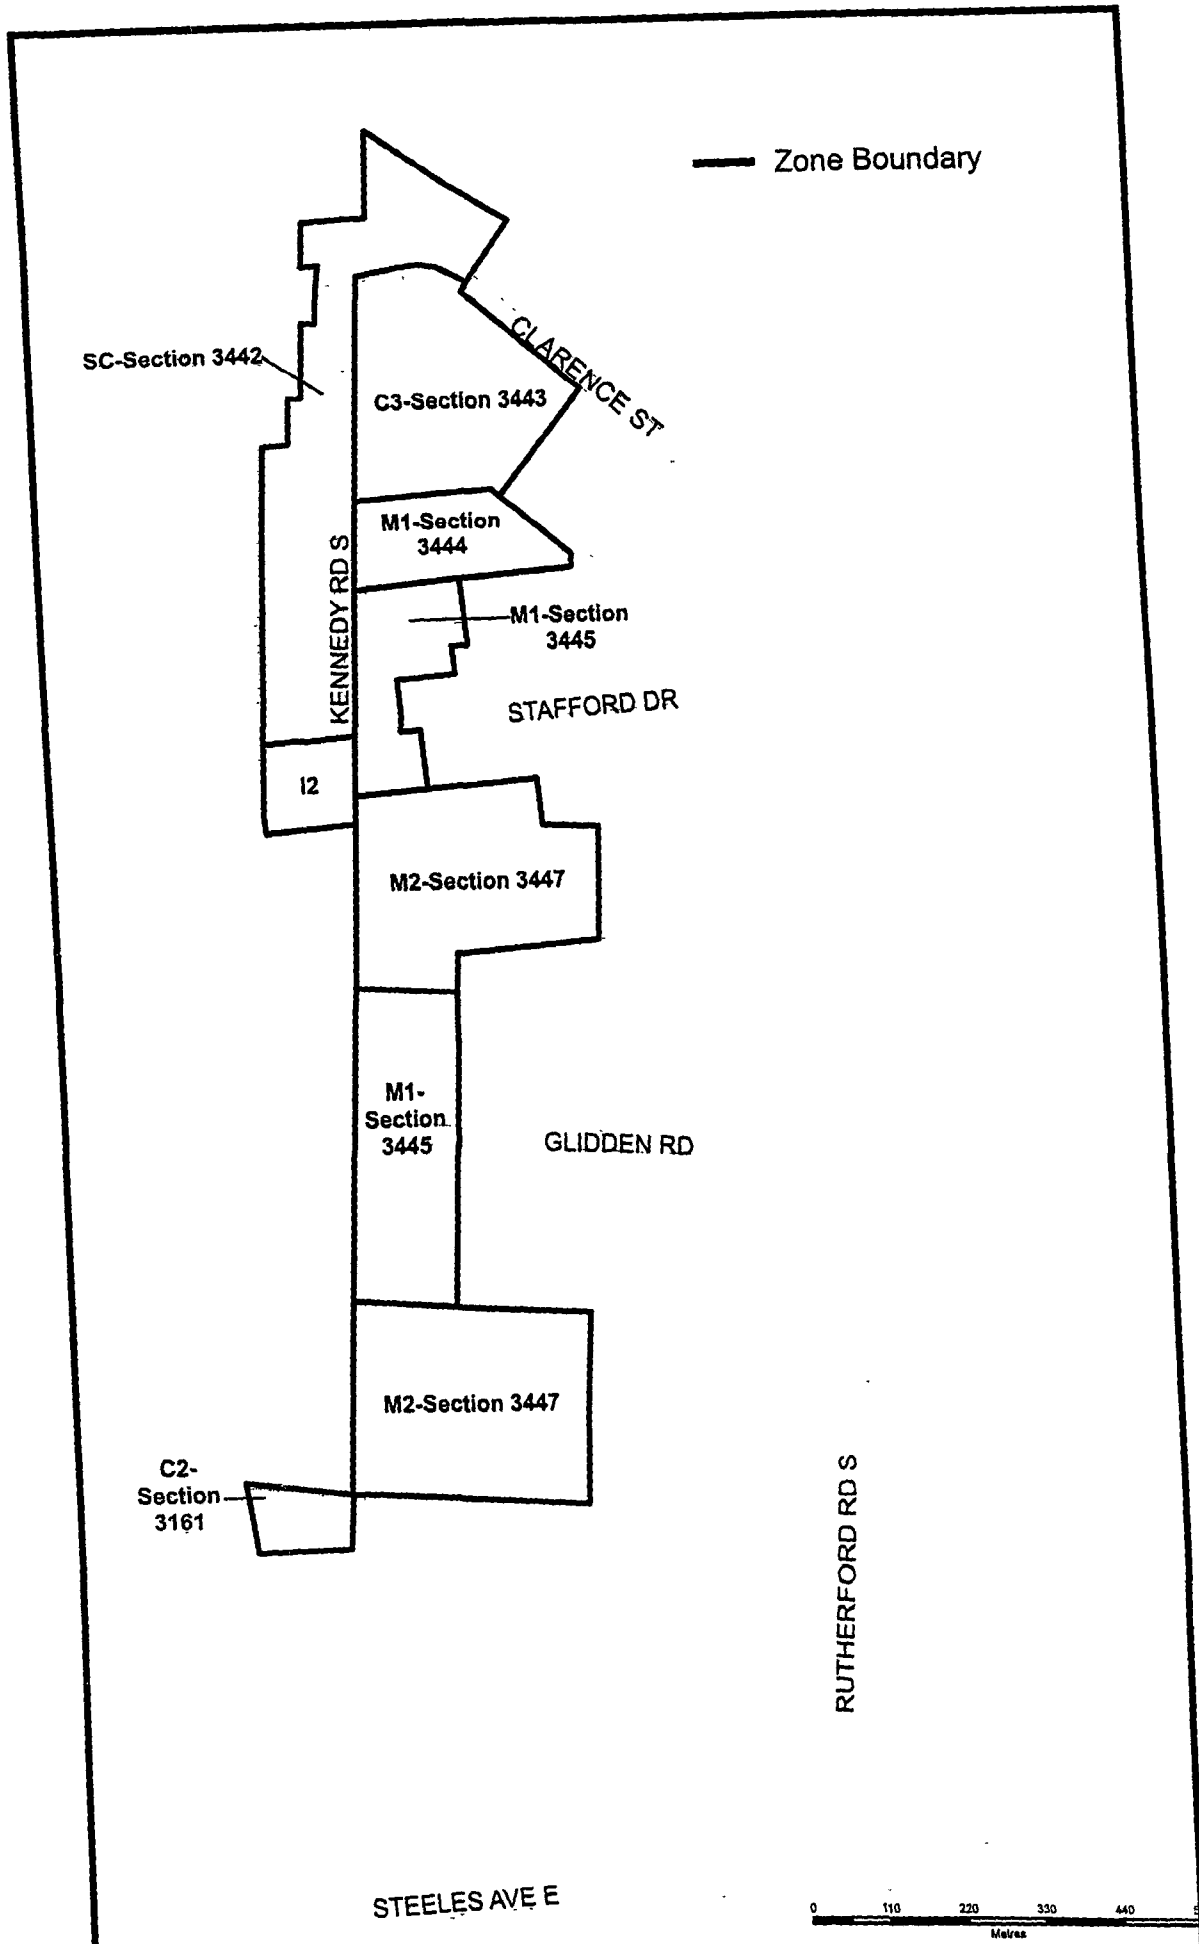 Zone Boundary
CLARENCE ST
SC-Section 3442
C3-Section 3443
M1-Section
3444
KENNEDY RD S
M1-Section
3445
STAFFORD DR
I2
M2-Section 3447
M1-
Section
3445
GLIDDEN RD
M2-Section 3447
C2-
Section
3161
RUTHERFORD RD S
STEELES AVE E
0 110 220 330 440
Metres